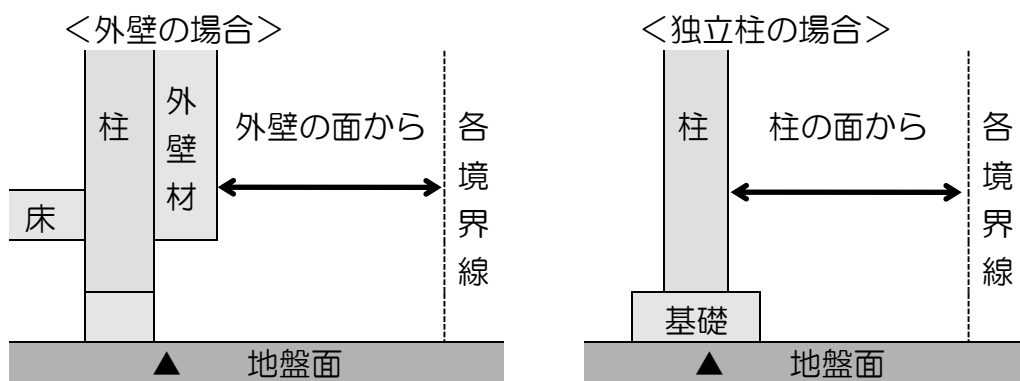 ＜外壁の場合＞
柱
外壁材
外壁の面から
各境界線
床
▲ 地盤面
＜独立柱の場合＞
柱
柱の面から
各境界線
基礎
▲ 地盤面